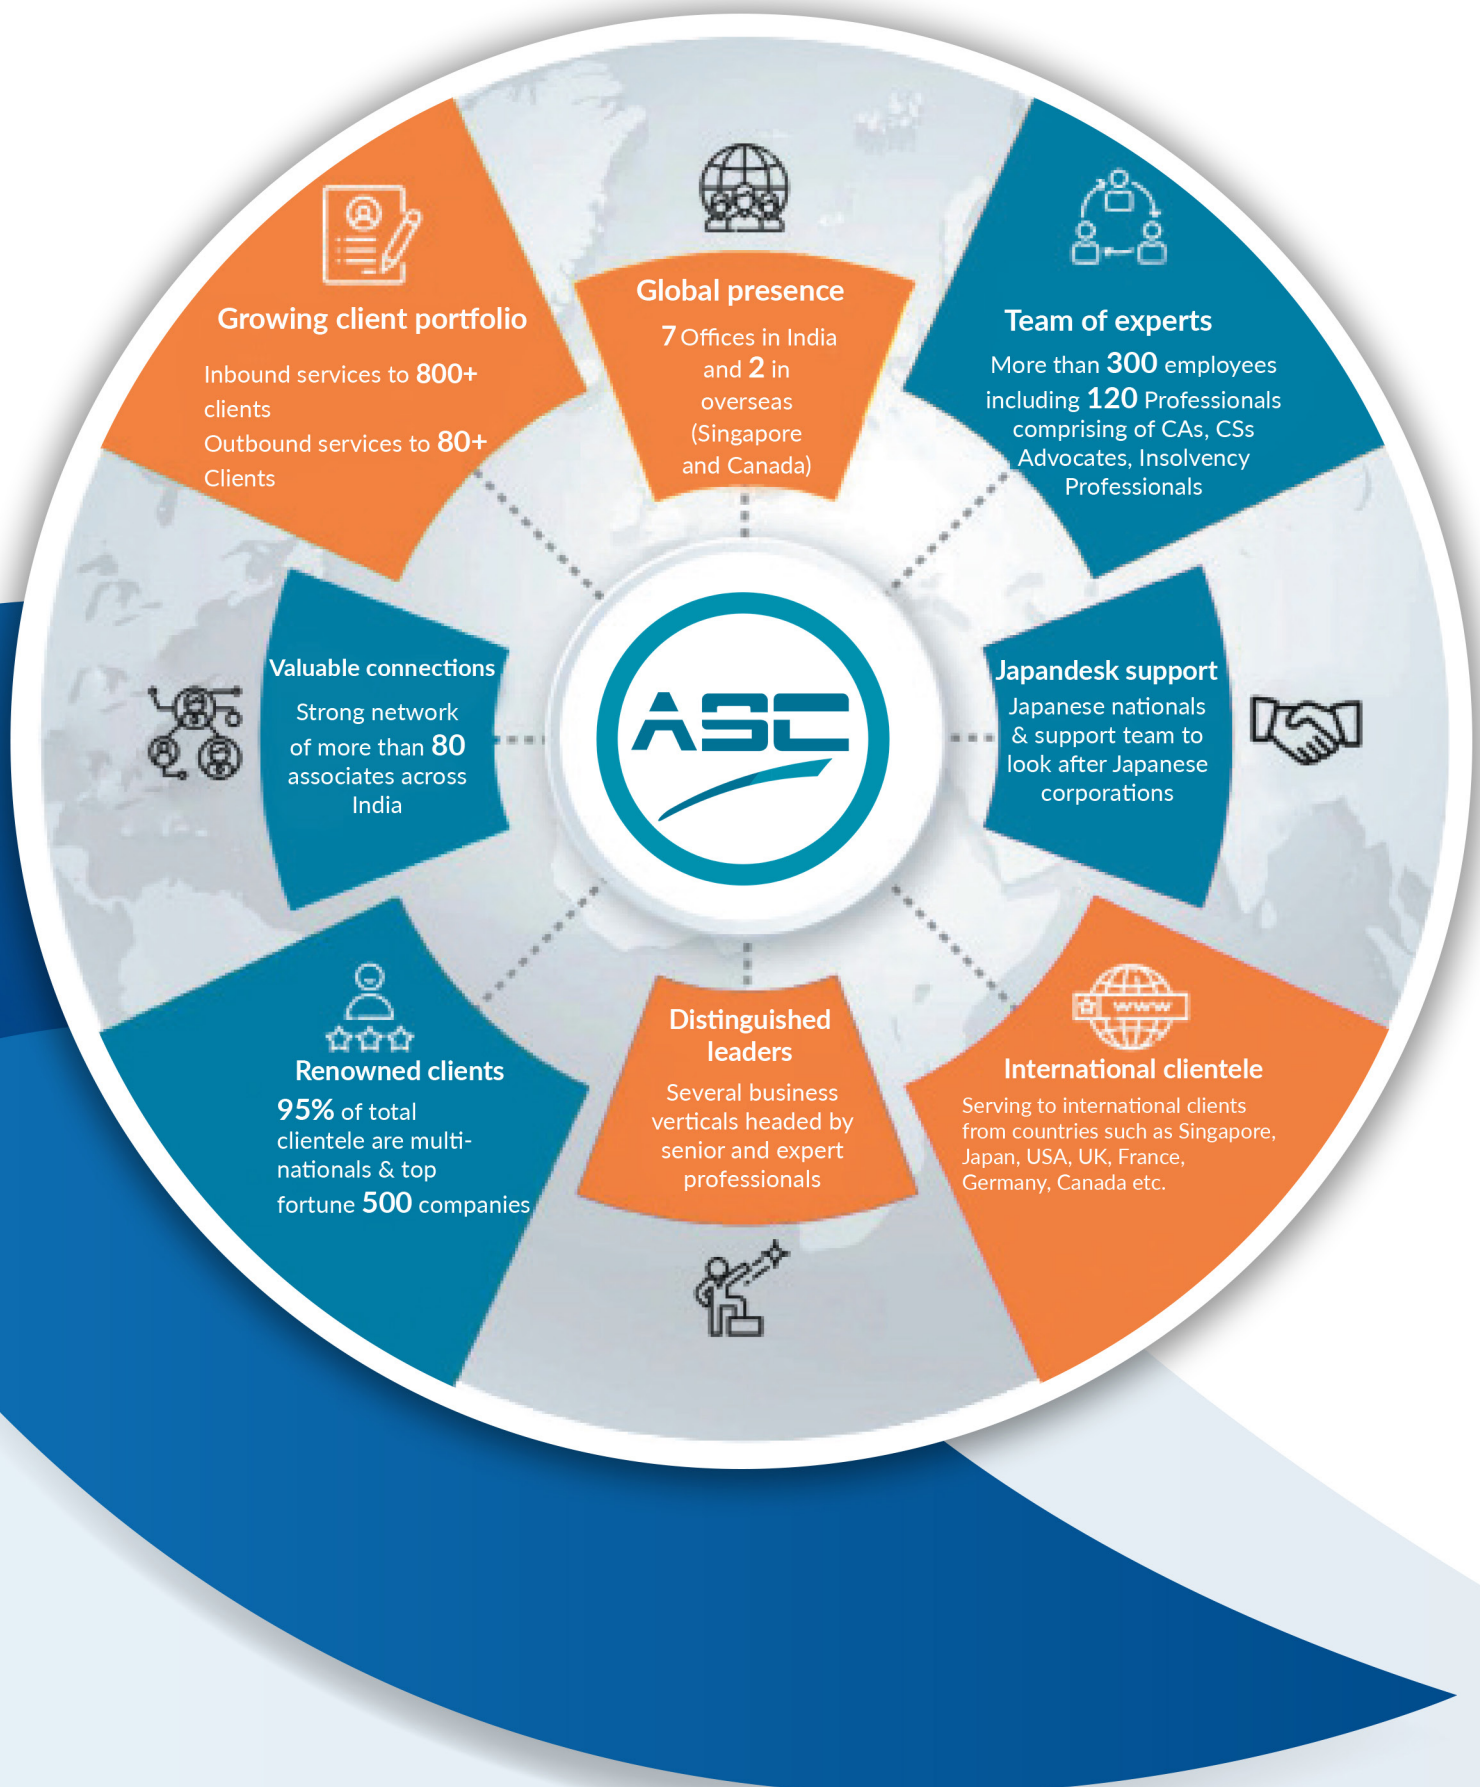 Global presence
7 Offices in India
and 2 in
overseas
(Singapore
and Canada)
Team of experts
More than 300 employees
including 120 Professionals
comprising of CAs, CSs
Advocates, Insolvency
Professionals
Japandesk support
Japanese nationals
& support team to
look after Japanese
corporations
International clientele
www
Serving to international clients
from countries such as Singapore,
Japan, USA, UK, France,
Germany, Canada etc.
Distinguished
leaders
Several business
verticals headed by
senior and expert
professionals
Renowned clients
95% of total
clientele are multi-
nationals & top
fortune 500 companies
Valuable connections
Strong network
of more than 80
associates across
India
Growing client portfolio
Inbound services to 800+
clients
Outbound services to 80+
Clients
ASC